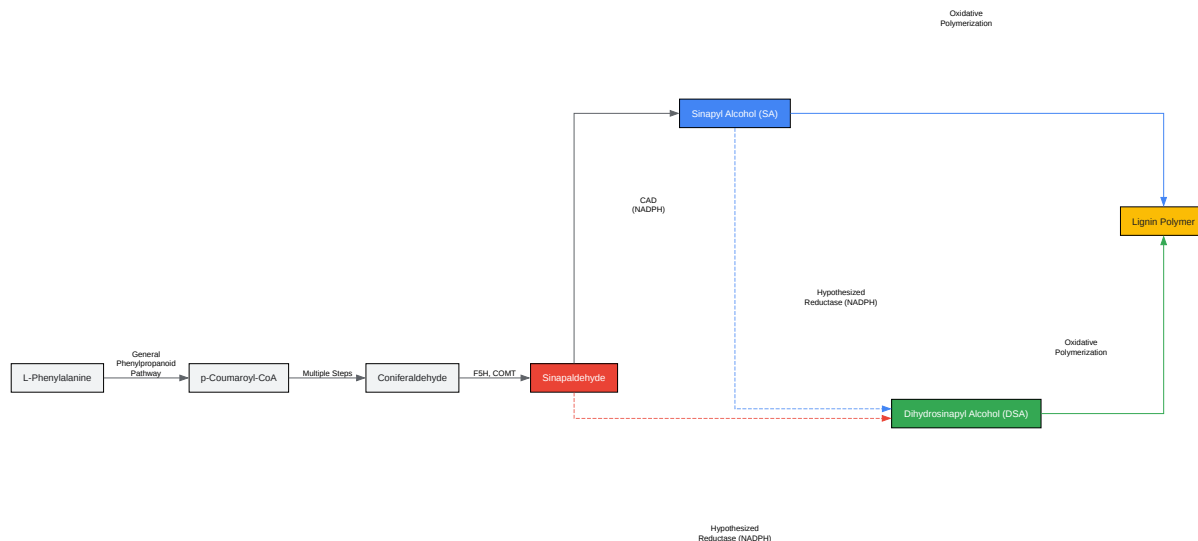 Oxidative
Polymerization
Sinapyl Alcohol (SA)
CAD
(NADPH)
Lignin Polymer
Hypothesized
Reductase (NADPH)
Oxidative
Polymerization
General
Phenylpropanoid
Pathway
L-Phenylalanine
p-Coumaroyl-CoA
Multiple Steps
Coniferaldehyde
F5H, COMT
Sinapaldehyde
Dihydrosinapyl Alcohol (DSA)
Hypothesized
Reductase (NADPH)